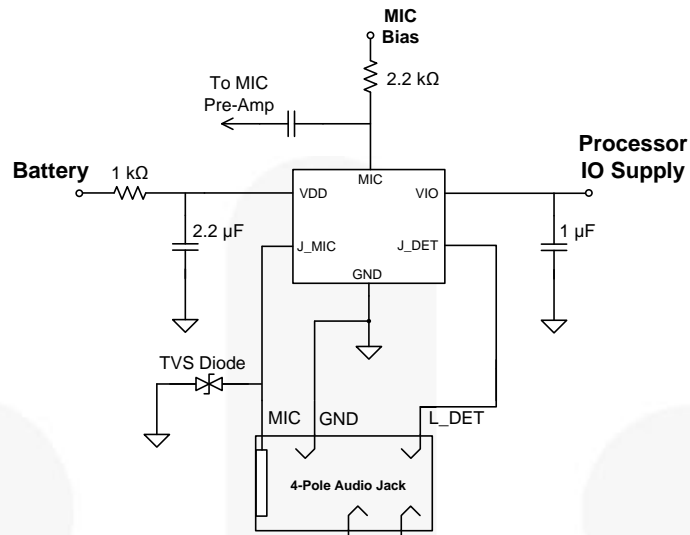 MIC
Bias
2.2 kΩ
To MIC
Pre-Amp
Processor
IO Supply
Battery
1 kΩ
MIC
VDD
VIO
2.2 µF
J_MIC
J_DET
1 µF
GND
TVS Diode
MIC
GND
L_DET
4-Pole Audio Jack